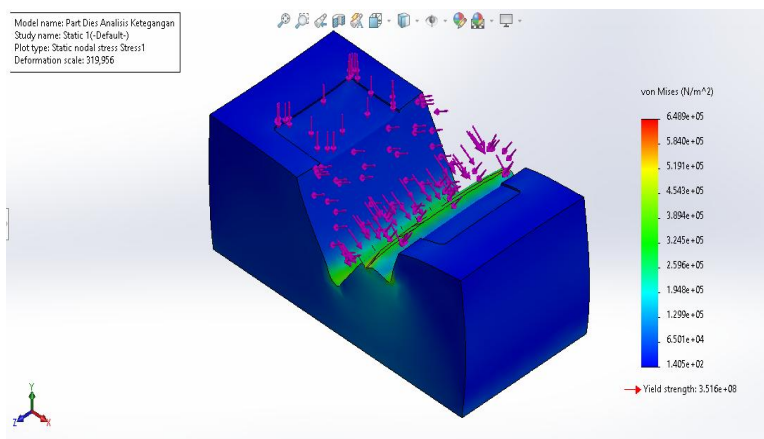 Model name: Part Dies Analisis Ketegangan
Study name: Static 1(-Default-)
Plot type: Static nodal stress Stress1
Deformation scale: 319,956
von Mises (N/m^2)
6.489e+05
5.840e+05
5.191e+05
4.543e+05
3.894e+05
3.245e+05
2.596e+05
1.948e+05
1.299e+05
6.501e+04
1.405e+02
Yield strength: 3.516e+08
Y
Z
X